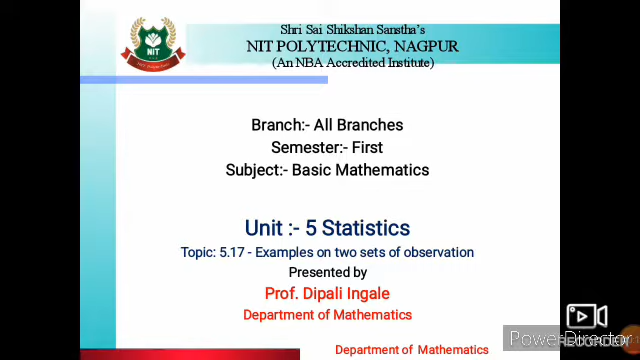 Shri Sai Shikshan Sanstha's
NIT POLYTECHNIC, NAGPUR
(An NBA Accredited Institute)
NIT
Branch:- All Branches
Semester:- First
Subject:- Basic Mathematics
Unit :- 5 Statistics
Topic: 5.17 - Examples on two sets of observation
Presented by
Prof. Dipali Ingale
Department of Mathematics
PowerDirector
RECORDER
Department of Mathematics